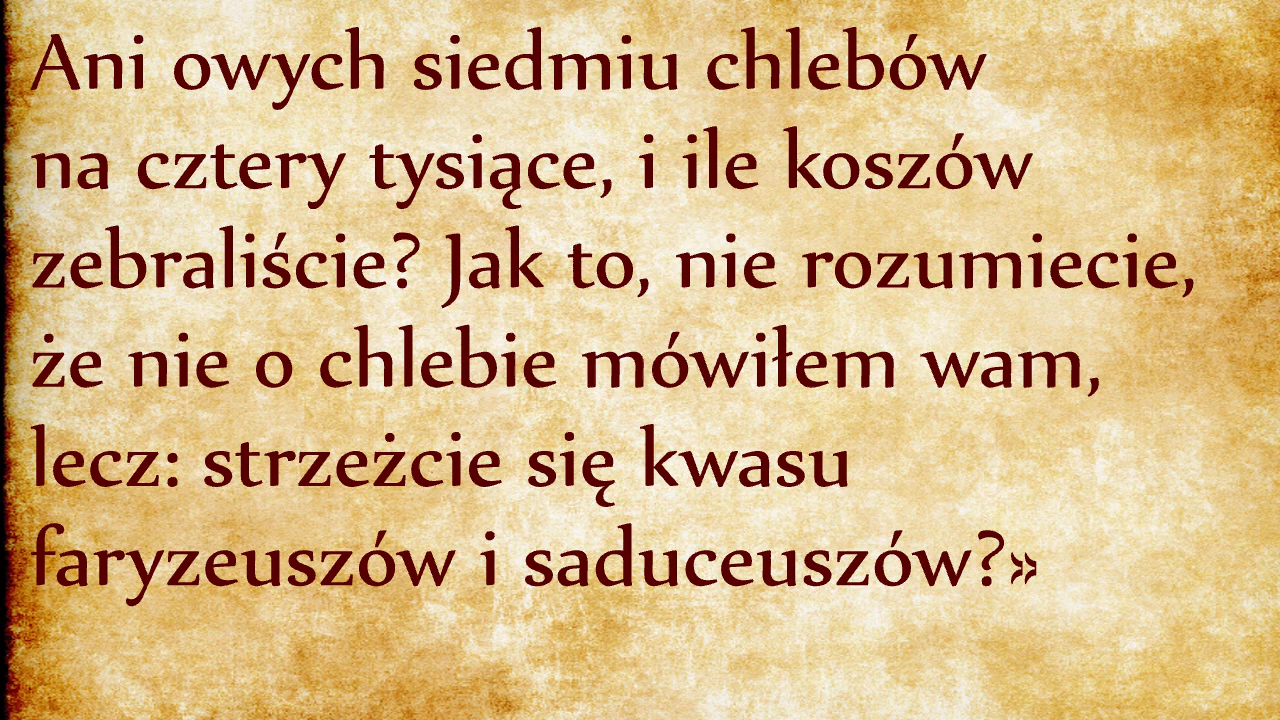 Ani owych siedmiu chlebów
na cztery tysiące, i ile koszów
zebraliście? Jak to, nie rozumiecie,
że nie o chlebie mówiłem wam,
lecz: strzeżcie się kwasu
faryzeuszów i saduceuszów?»